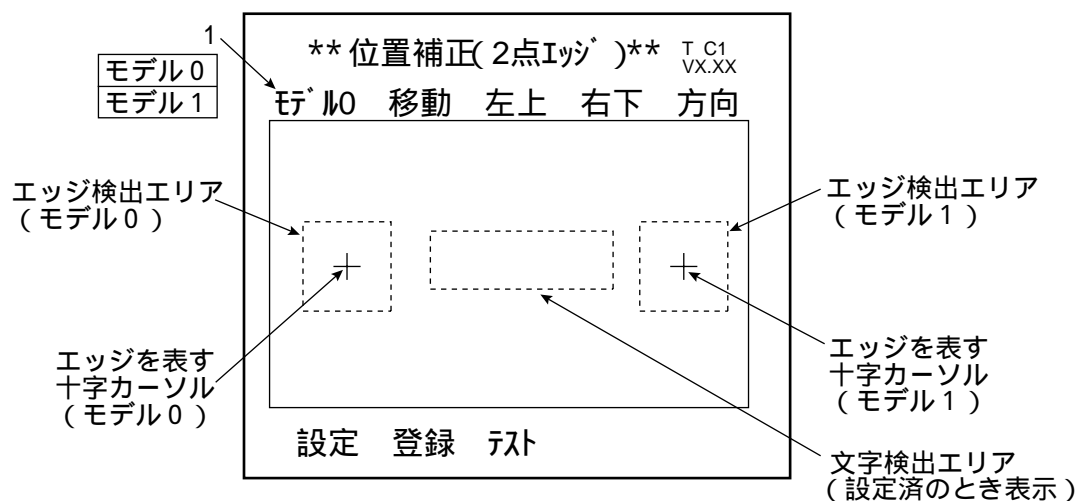 1
** 位置補正( 2点ｴｯｼﾞ )** T C1
VX.XX
モデル０
モデル１
ﾓﾃﾞﾙ0 移動 左上 右下 方向
エッジ検出エリア
（モデル０）
エッジ検出エリア
（モデル１）
エッジを表す
十字カーソル
（モデル０）
エッジを表す
十字カーソル
（モデル１）
設定 登録 ﾃｽﾄ
文字検出エリア
（設定済のとき表示）